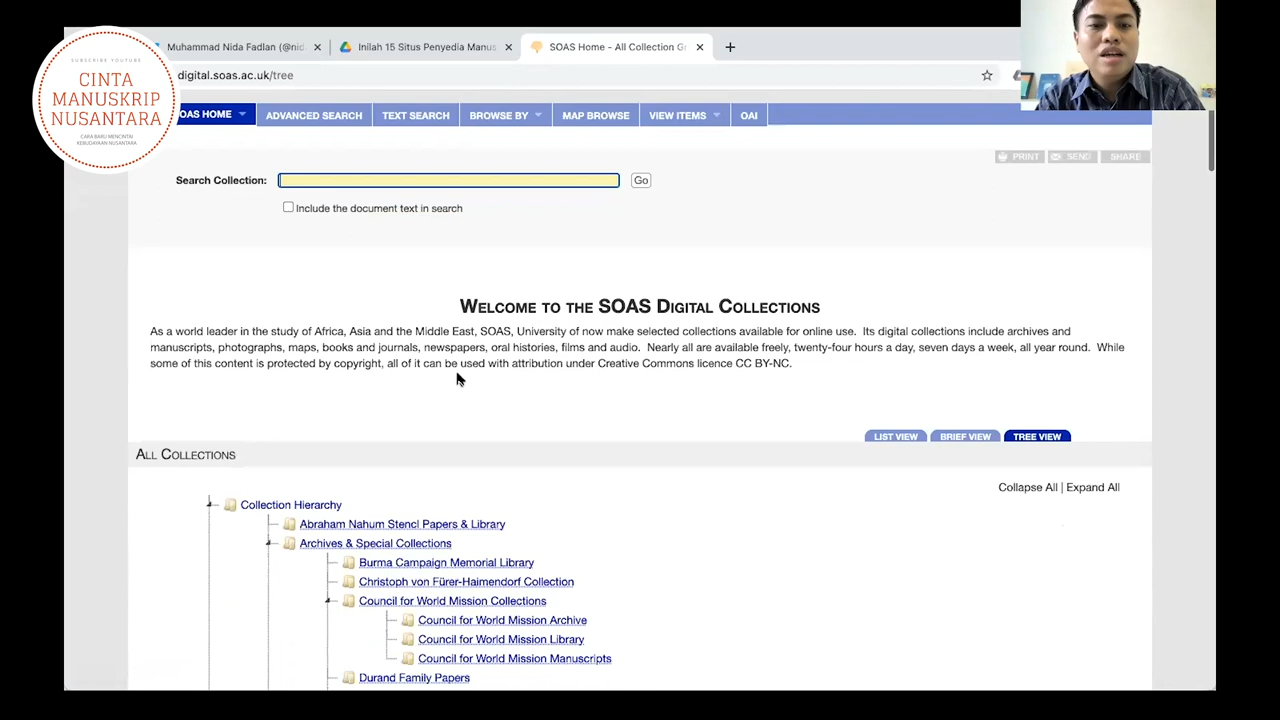 SUBSCRIBE YOUTUBE
CINTA
MANUSKRIP
NUSANTARA
CARA BARU MENCINTAI
KEBUDAYAAN NUSANTARA
Muhammad Nida Fadlan (@nid
Inilah 15 Situs Penyedia Manus
SOAS Home - All Collection G
digital.soas.ac.uk/tree
OAS HOME
ADVANCED SEARCH
TEXT SEARCH
BROWSE BY
MAP BROWSE
VIEW ITEMS
OAI
PRINT
SEND
SHARE
Search Collection:
Go
Include the document text in search
WELCOME TO THE SOAS DIGITAL COLLECTIONS
As a world leader in the study of Africa, Asia and the Middle East, SOAS, University of now make selected collections available for online use. Its digital collections include archives and
manuscripts, photographs, maps, books and journals, newspapers, oral histories, films and audio. Nearly all are available freely, twenty-four hours a day, seven days a week, all year round. While
some of this content is protected by copyright, all of it can be used with attribution under Creative Commons licence CC BY-NC.
LIST VIEW
BRIEF VIEW
TREE VIEW
ALL COLLECTIONS
Collapse All | Expand All
Collection Hierarchy
Abraham Nahum Stencl Papers & Library
Archives & Special Collections
Burma Campaign Memorial Library
Christoph von Fürer-Haimendorf Collection
Council for World Mission Collections
Council for World Mission Archive
Council for World Mission Library
Council for World Mission Manuscripts
Durand Family Papers